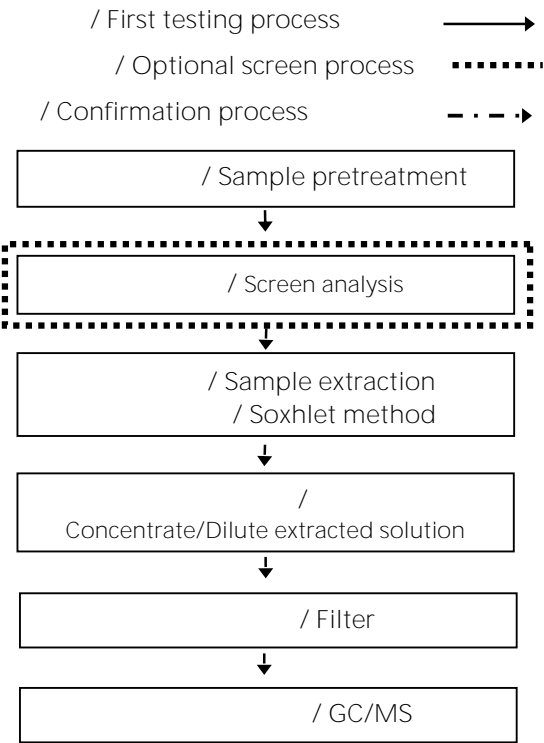 / First testing process
/ Optional screen process
/ Confirmation process
/ Sample pretreatment
/ Screen analysis
/ Sample extraction
/ Soxhlet method
/
Concentrate/Dilute extracted solution
/ Filter
/ GC/MS